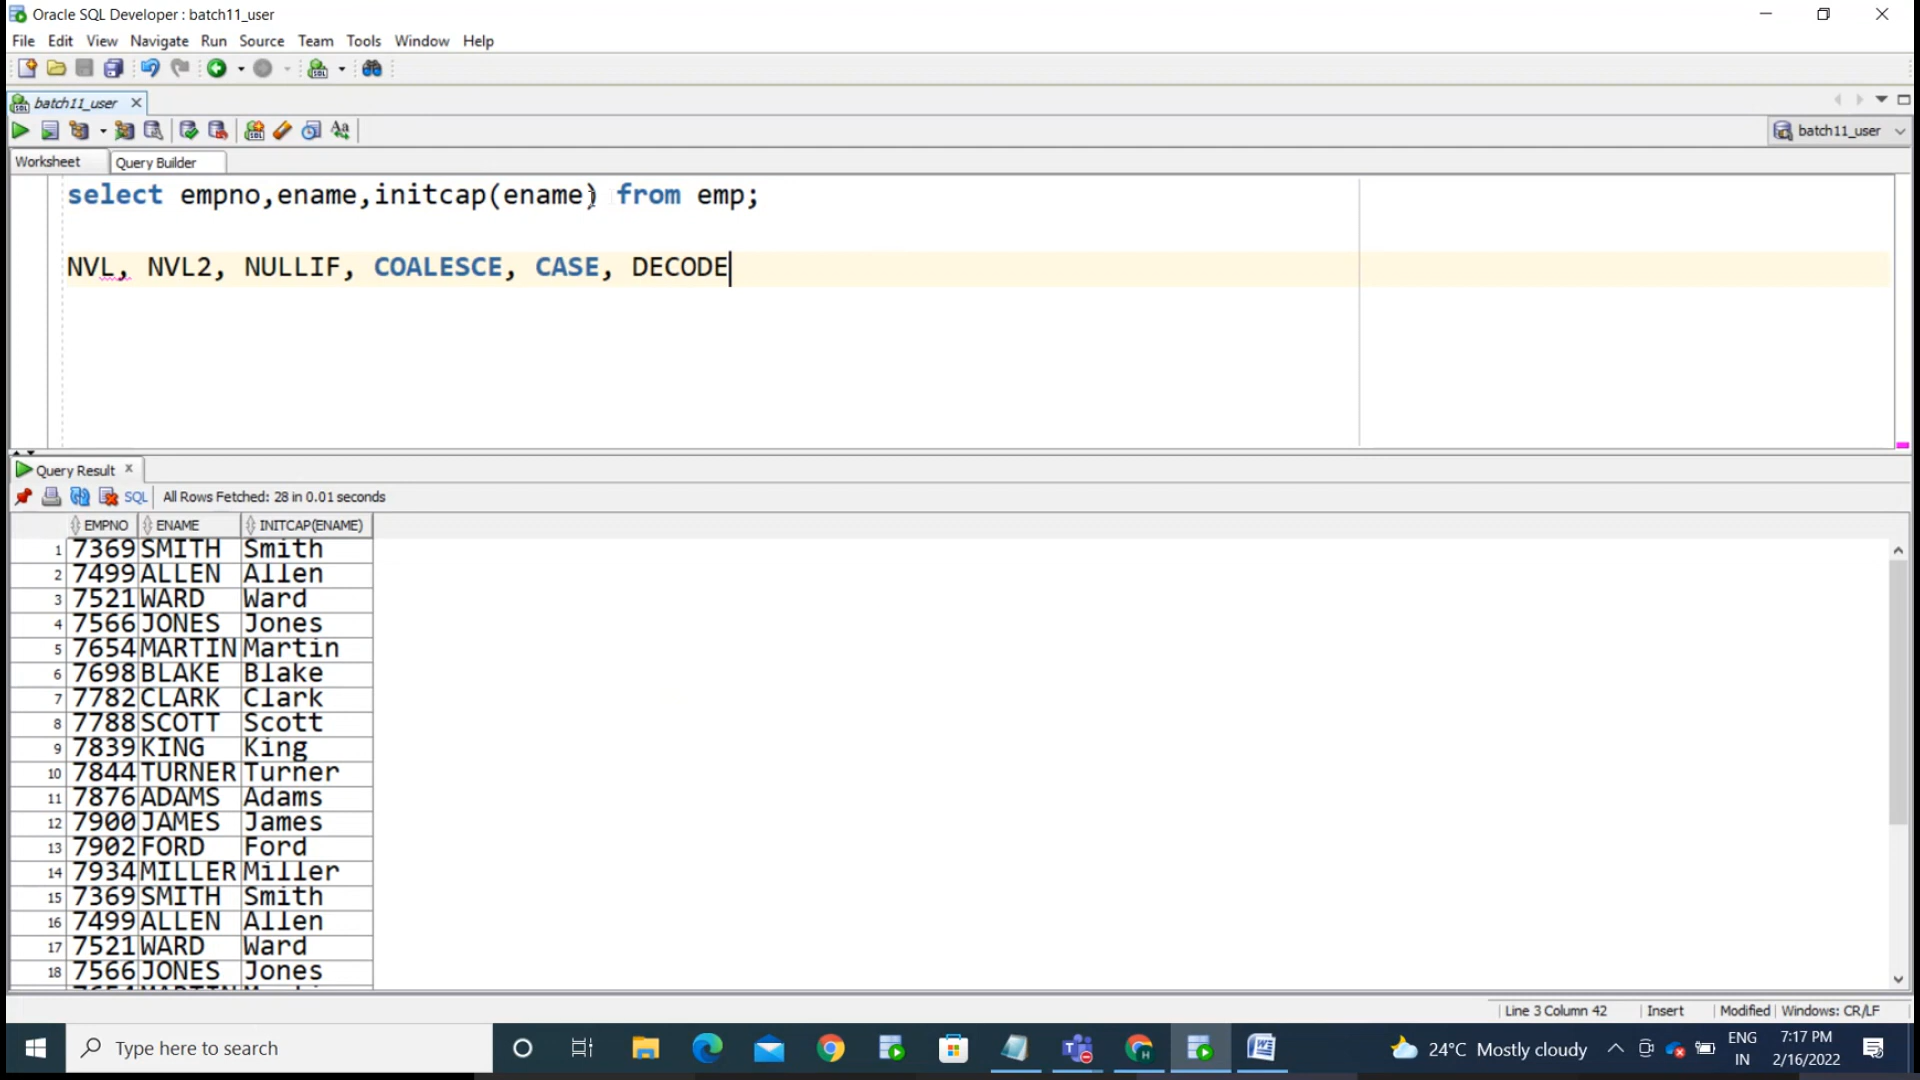 Oracle SQL Developer : batch11_user
File Edit View Navigate Run Source Team Tools Window Help
batch11_user
batch11_user
Worksheet Query Builder
select empno,ename,initcap(ename) from emp;
NVL, NVL2, NULLIF, COALESCE, CASE, DECODE
Query Result
SQL All Rows Fetched: 28 in 0.01 seconds
EMPNO ENAME INITCAP(ENAME)
1 7369 SMITH Smith
2 7499 ALLEN Allen
3 7521 WARD Ward
4 7566 JONES Jones
5 7654 MARTIN Martin
6 7698 BLAKE Blake
7 7782 CLARK Clark
8 7788 SCOTT Scott
9 7839 KING King
10 7844 TURNER Turner
11 7876 ADAMS Adams
12 7900 JAMES James
13 7902 FORD Ford
14 7934 MILLER Miller
15 7369 SMITH Smith
16 7499 ALLEN Allen
17 7521 WARD Ward
18 7566 JONES Jones
Line 3 Column 42 Insert Modified Windows: CR/LF
Type here to search
24°C Mostly cloudy
ENG
IN
7:17 PM
2/16/2022